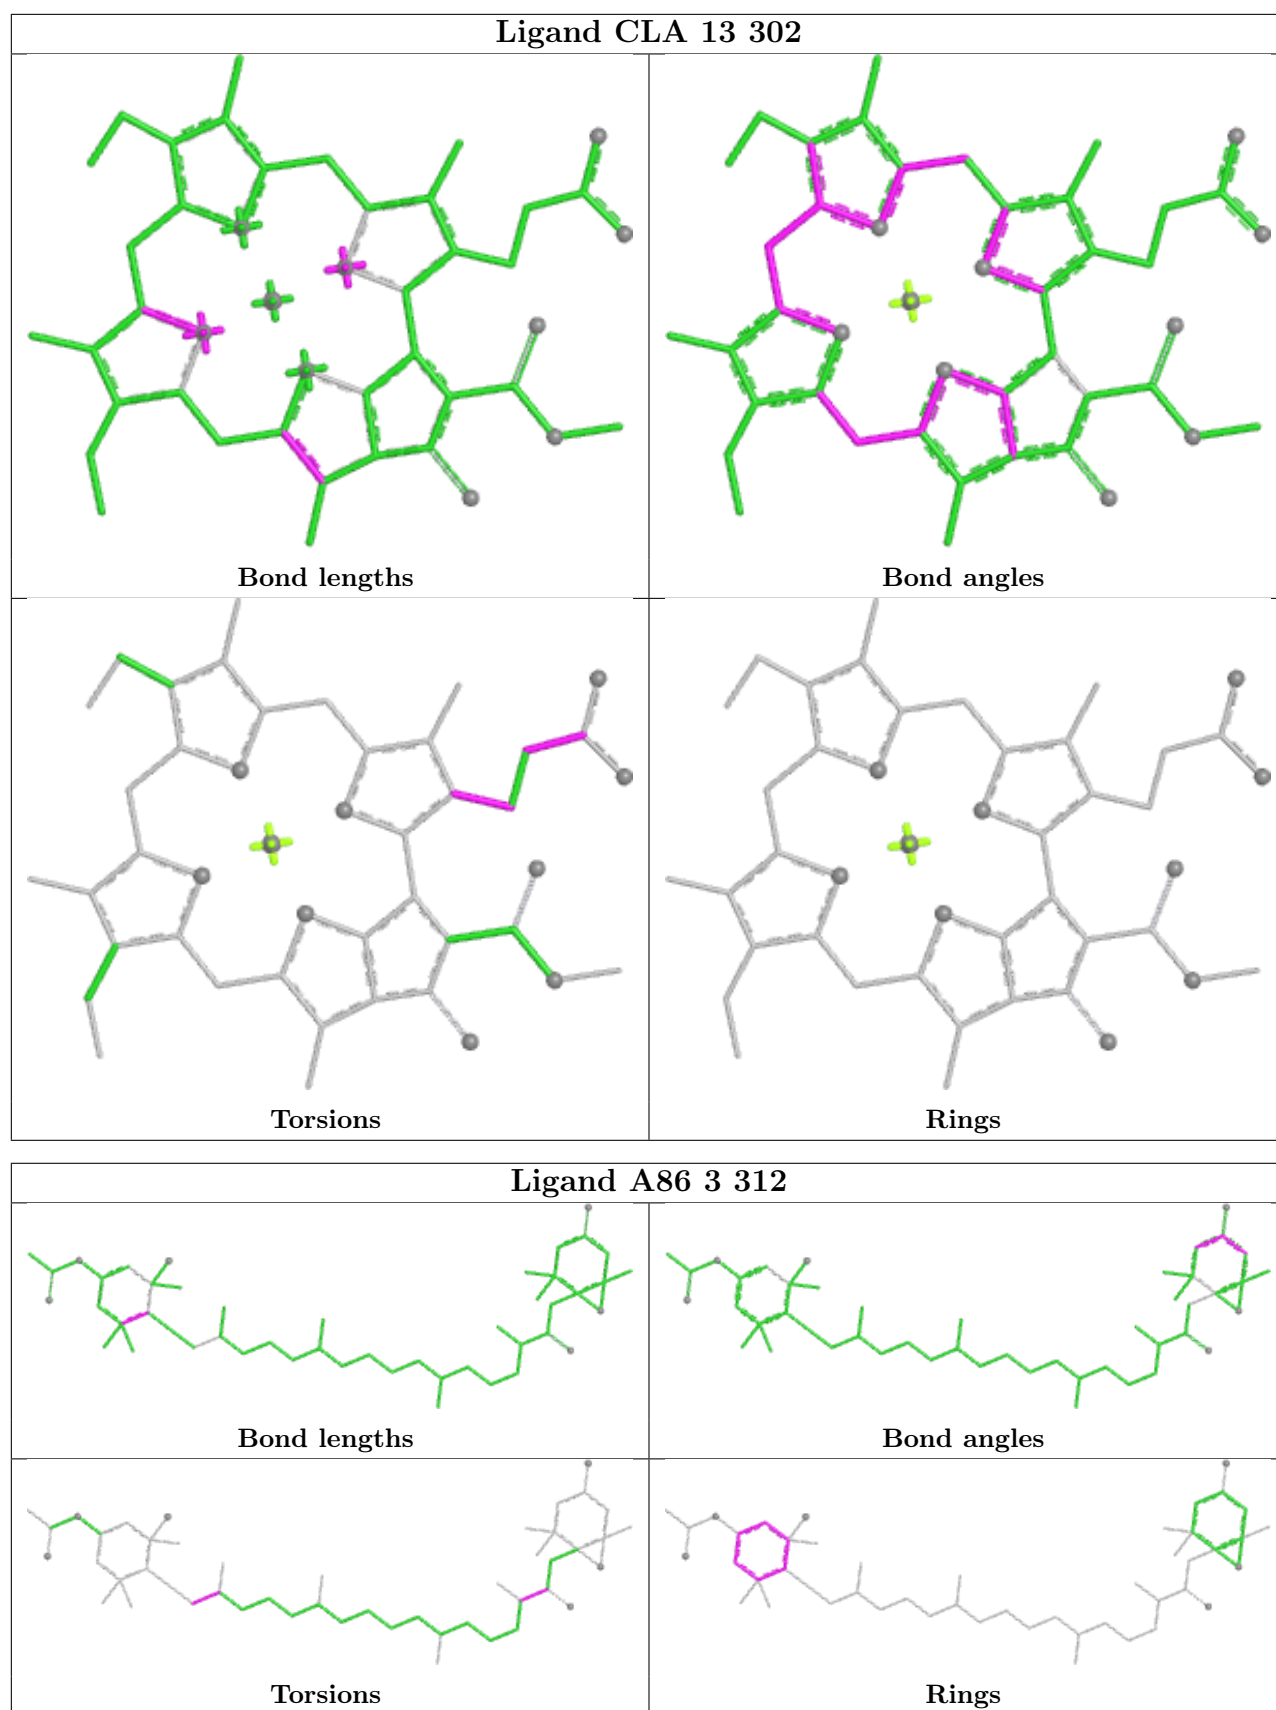 Ligand CLA 13 302
Bond lengths
Bond angles
Torsions
Rings
Ligand A86 3 312
Bond lengths
Bond angles
Torsions
Rings